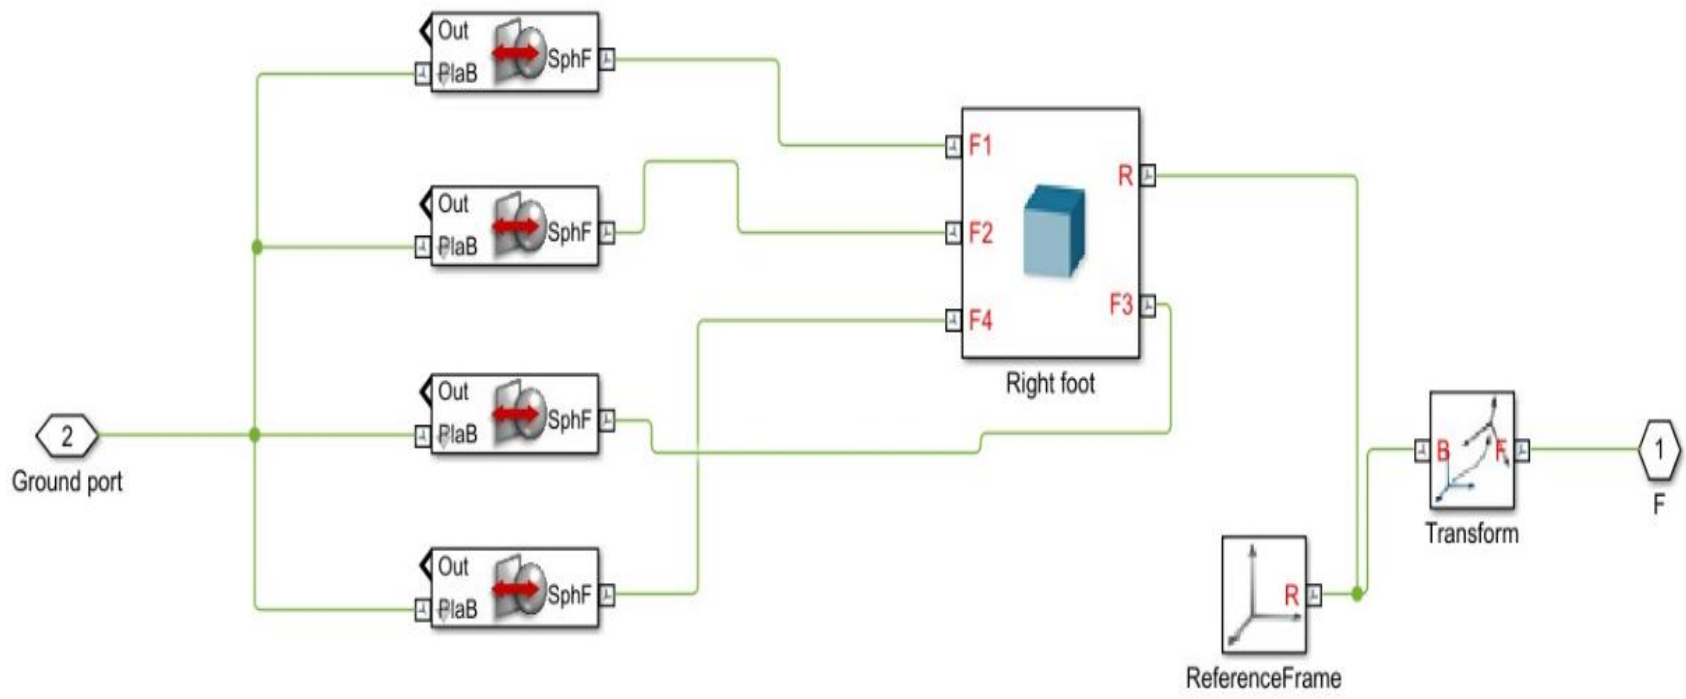 Out
PlaB
SphF
Out
PlaB
SphF
F1
F2
F4
R
F3
Right foot
Out
PlaB
SphF
2
Ground port
Out
PlaB
SphF
B
F
Transform
1
F
R
ReferenceFrame